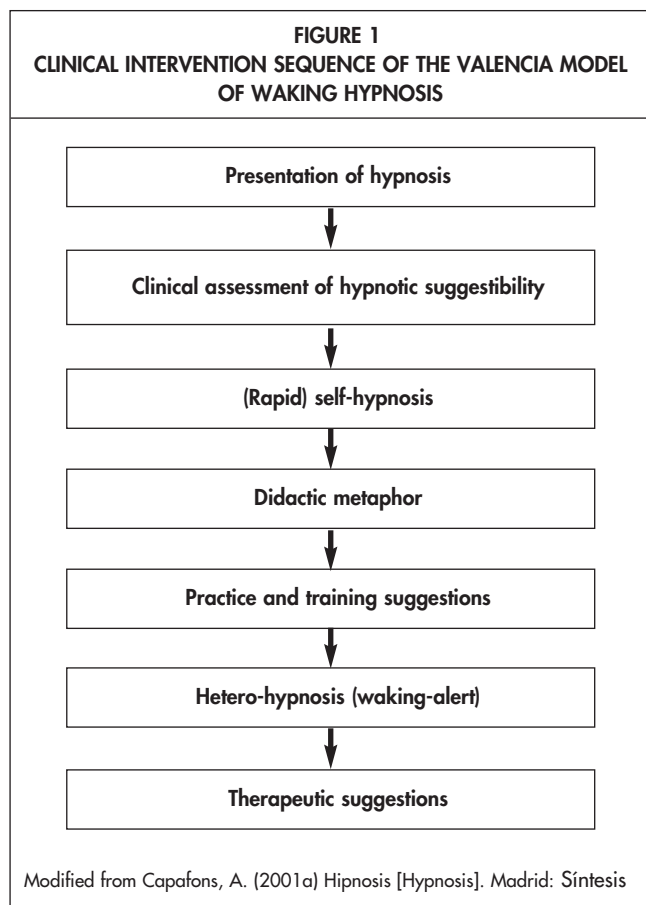 FIGURE 1
CLINICAL INTERVENTION SEQUENCE OF THE VALENCIA MODEL
OF WAKING HYPNOSIS
Presentation of hypnosis
Clinical assessment of hypnotic suggestibility
(Rapid) self-hypnosis
Didactic metaphor
Practice and training suggestions
Hetero-hypnosis (waking-alert)
Therapeutic suggestions
Modified from Capafons, A. (2001a) Hipnosis [Hypnosis]. Madrid: Síntesis